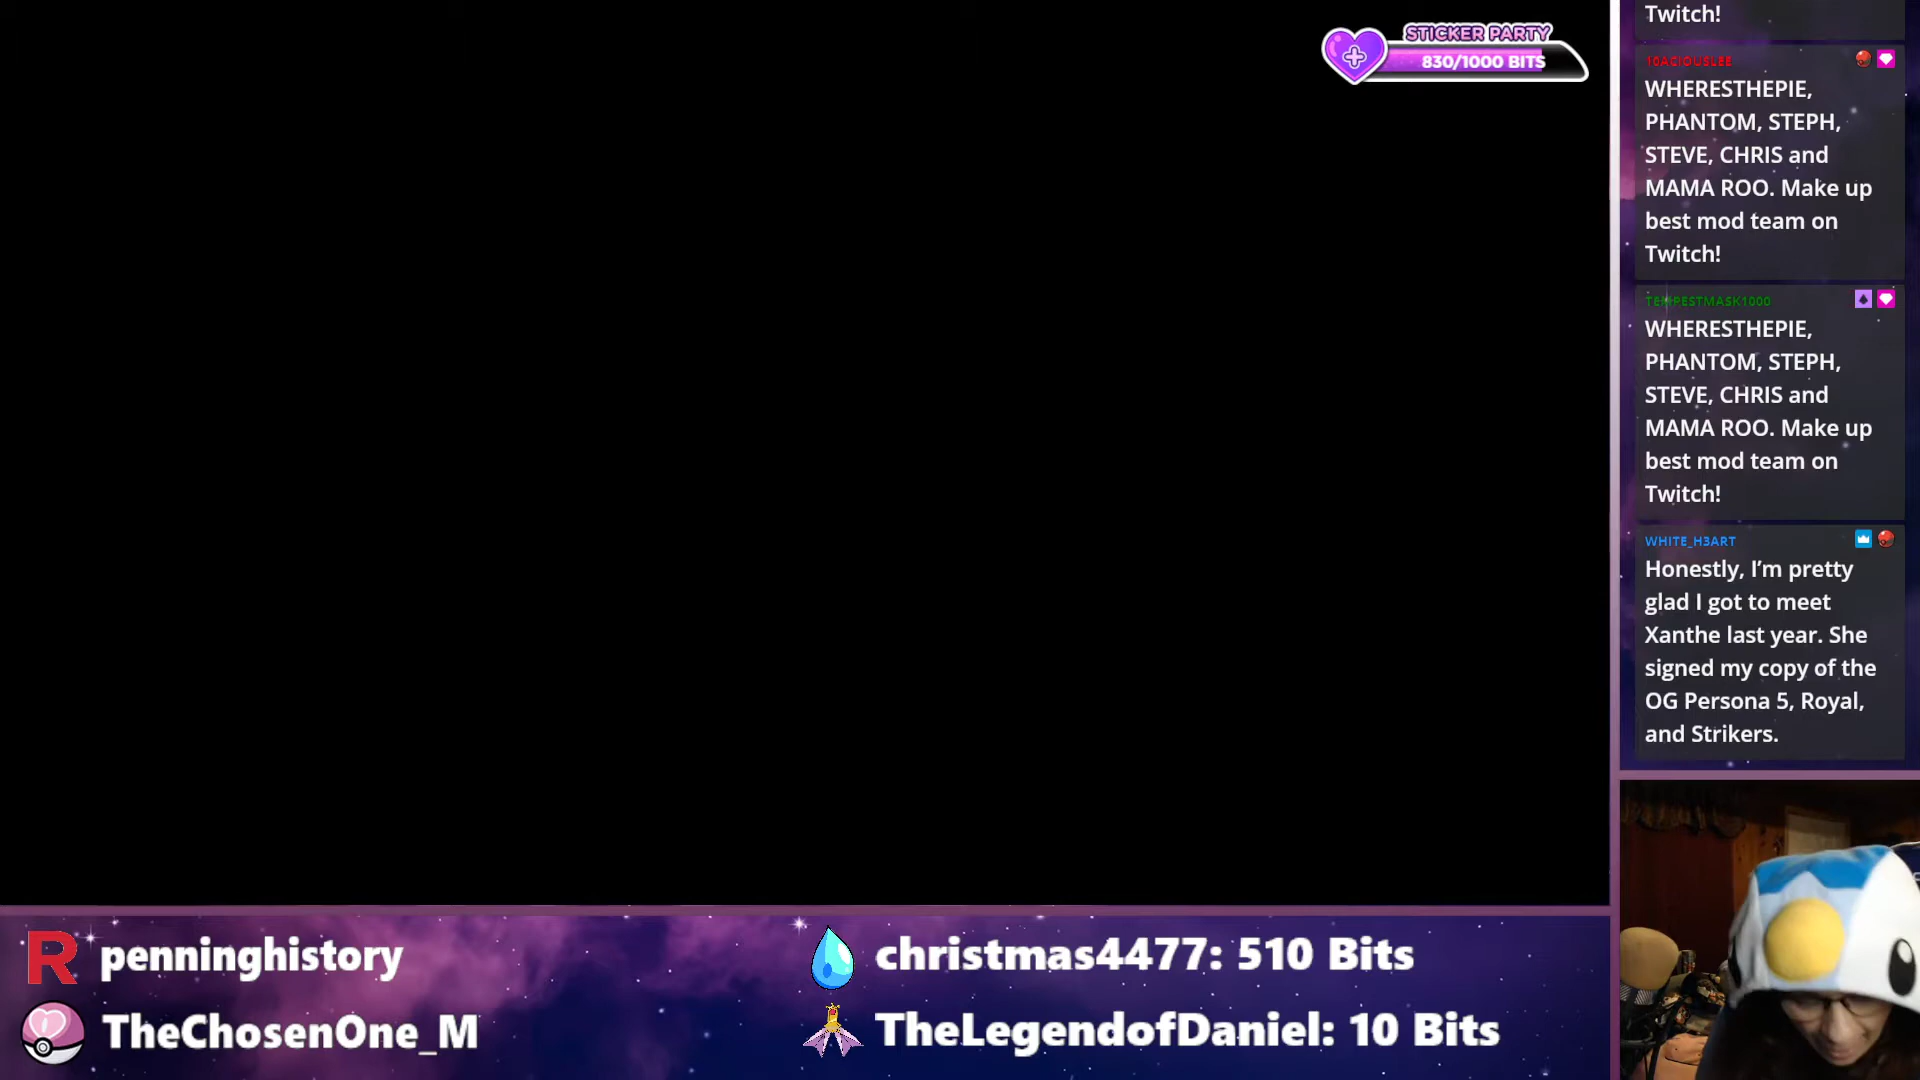 STICKER PARTY
830/1000 BITS
Twitch!
10ACIOUSLEE
WHERESTHEPIE,
PHANTOM, STEPH,
STEVE, CHRIS and
MAMA ROO. Make up
best mod team on
Twitch!
TEMPESTMASK1000
WHERESTHEPIE,
PHANTOM, STEPH,
STEVE, CHRIS and
MAMA ROO. Make up
best mod team on
Twitch!
WHITE_H3ART
Honestly, I’m pretty
glad I got to meet
Xanthe last year. She
signed my copy of the
OG Persona 5, Royal,
and Strikers.
R penninghistory
christmas4477: 510 Bits
TheChosenOne_M
TheLegendofDaniel: 10 Bits